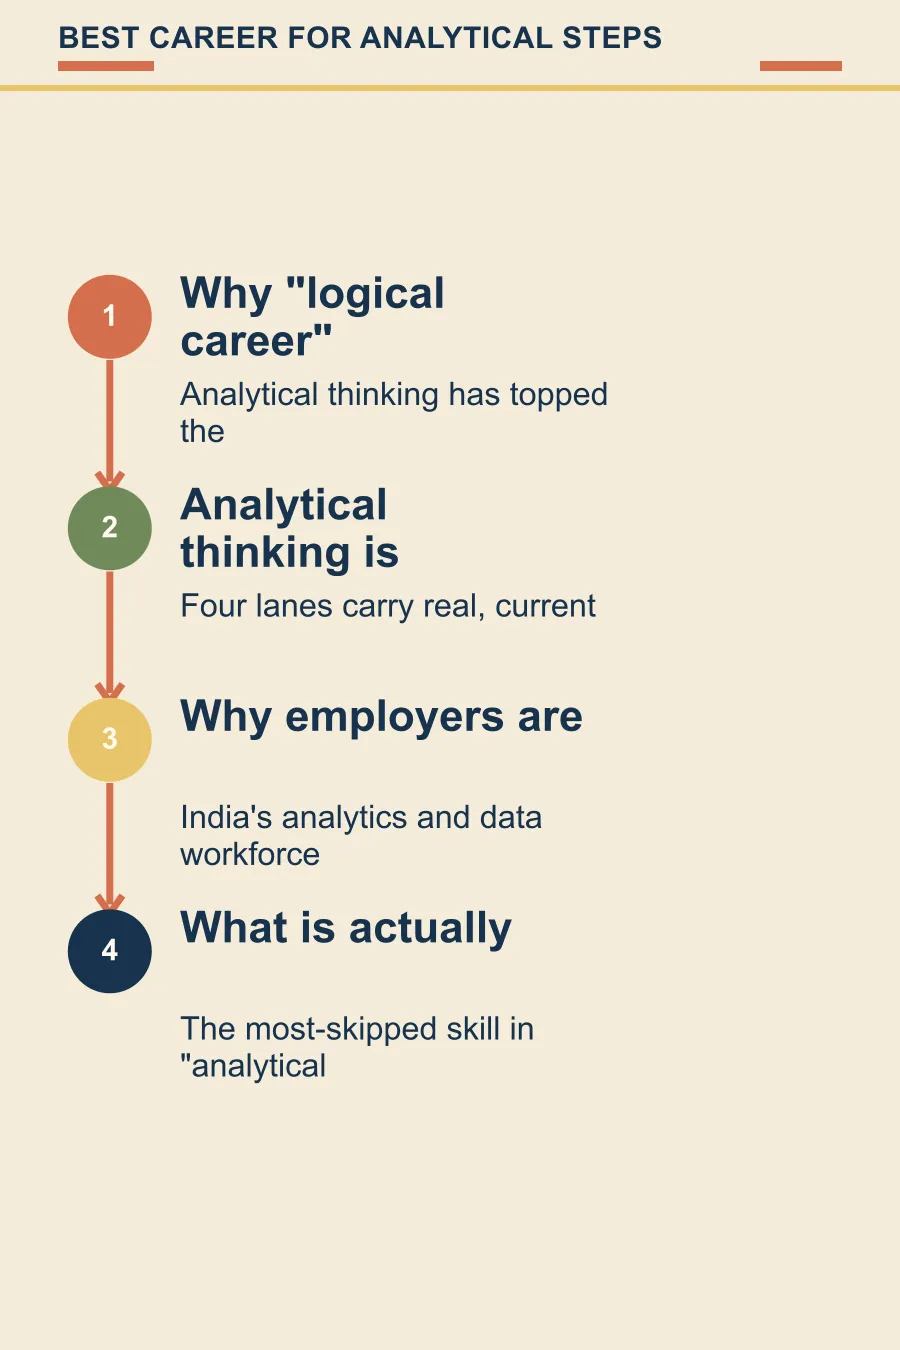 BEST CAREER FOR ANALYTICAL STEPS
1
Why "logical
career"
Analytical thinking has topped
the
2
Analytical
thinking is
Four lanes carry real, current
3
Why employers are
India's analytics and data
workforce
4
What is actually
The most-skipped skill in
"analytical